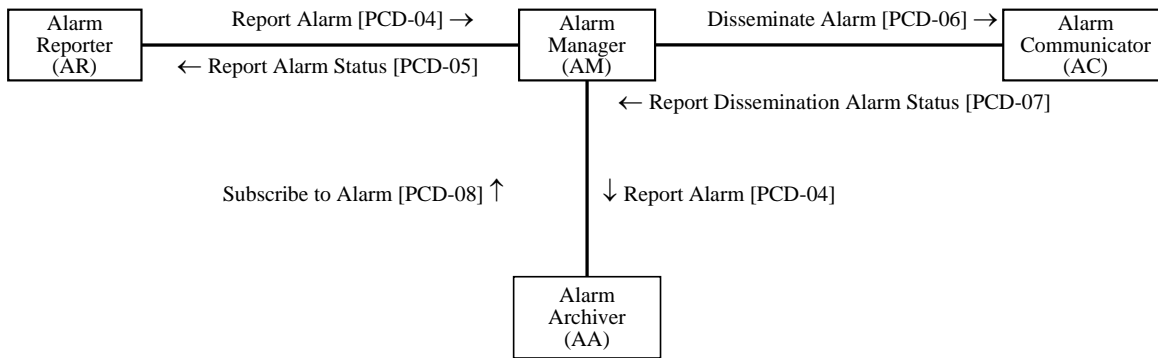 Report Alarm [PCD-04] →
Disseminate Alarm [PCD-06] →
Alarm
Reporter
(AR)
Alarm
Manager
(AM)
Alarm
Communicator
(AC)
← Report Alarm Status [PCD-05]
← Report Dissemination Alarm Status [PCD-07]
Subscribe to Alarm [PCD-08] ↑
↓ Report Alarm [PCD-04]
Alarm
Archiver
(AA)